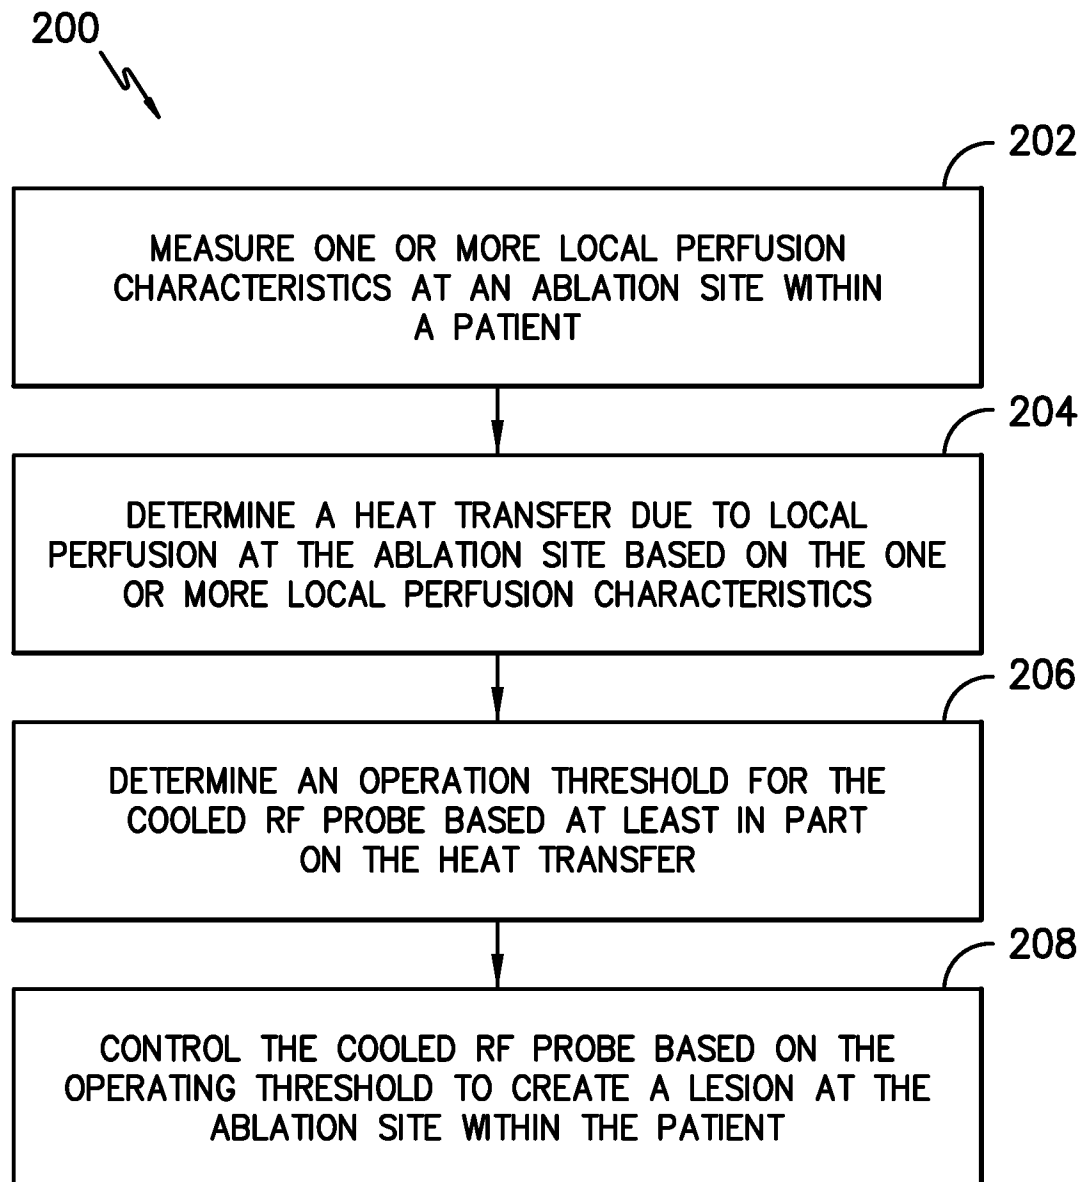 200
202
MEASURE ONE OR MORE LOCAL PERFUSION
CHARACTERISTICS AT AN ABLATION SITE WITHIN
A PATIENT
204
DETERMINE A HEAT TRANSFER DUE TO LOCAL
PERFUSION AT THE ABLATION SITE BASED ON THE ONE
OR MORE LOCAL PERFUSION CHARACTERISTICS
206
DETERMINE AN OPERATION THRESHOLD FOR THE
COOLED RF PROBE BASED AT LEAST IN PART
ON THE HEAT TRANSFER
208
CONTROL THE COOLED RF PROBE BASED ON THE
OPERATING THRESHOLD TO CREATE A LESION AT THE
ABLATION SITE WITHIN THE PATIENT